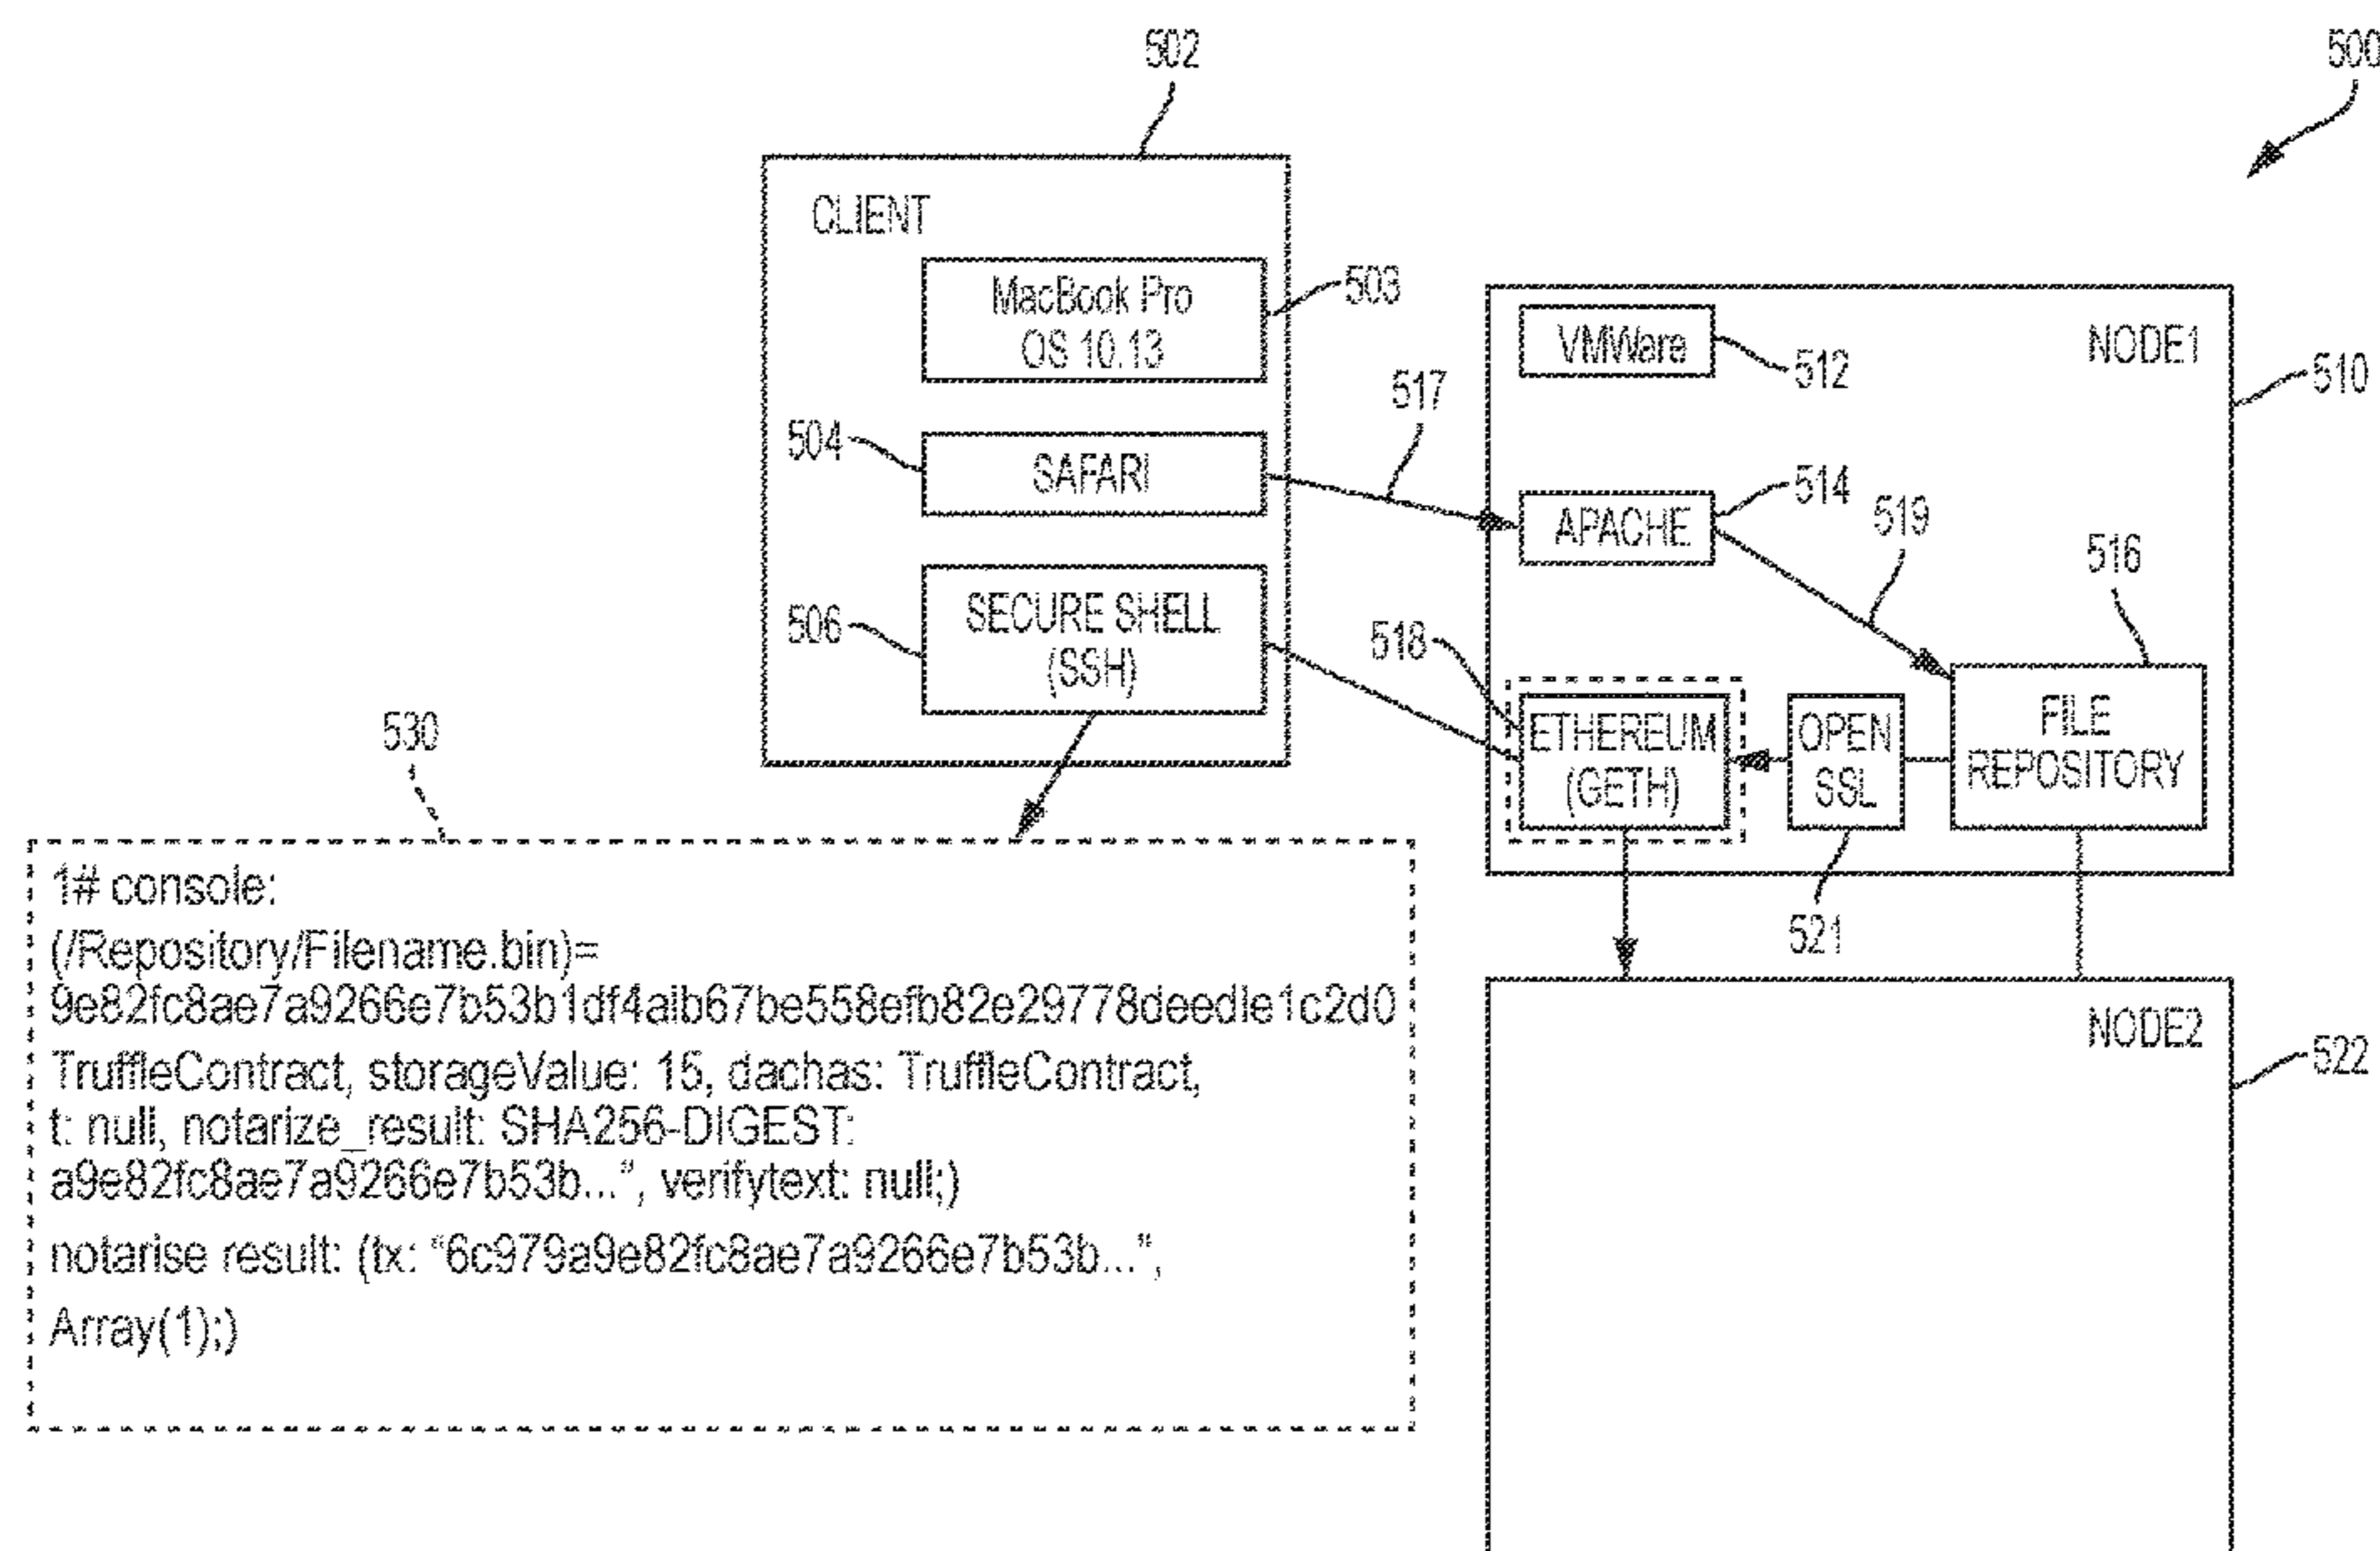 502
500
CLIENT
MacBook Pro
OS 10.13
503
504
SAFARI
517
506
SECURE SHELL
(SSH)
VMWare
512
NODE1
510
APACHE
514
519
516
518
ETHEREUM
(GETH)
OPEN
SSL
FILE
REPOSITORY
521
530
1# console:
(/Repository/Filename.bin)=
9e82fc8ae7a9266e7b53b1df4aib67be558efb82e29778deedle1c2d0
TruffleContract, storageValue: 15, dachas: TruffleContract,
t: null, notarize_result: SHA256-DIGEST:
a9e82fc8ae7a9266e7b53b...”, verifytext: null;)
notarise result: (tx: “6c979a9e82fc8ae7a9266e7b53b...”,
Array(1);)
NODE2
522